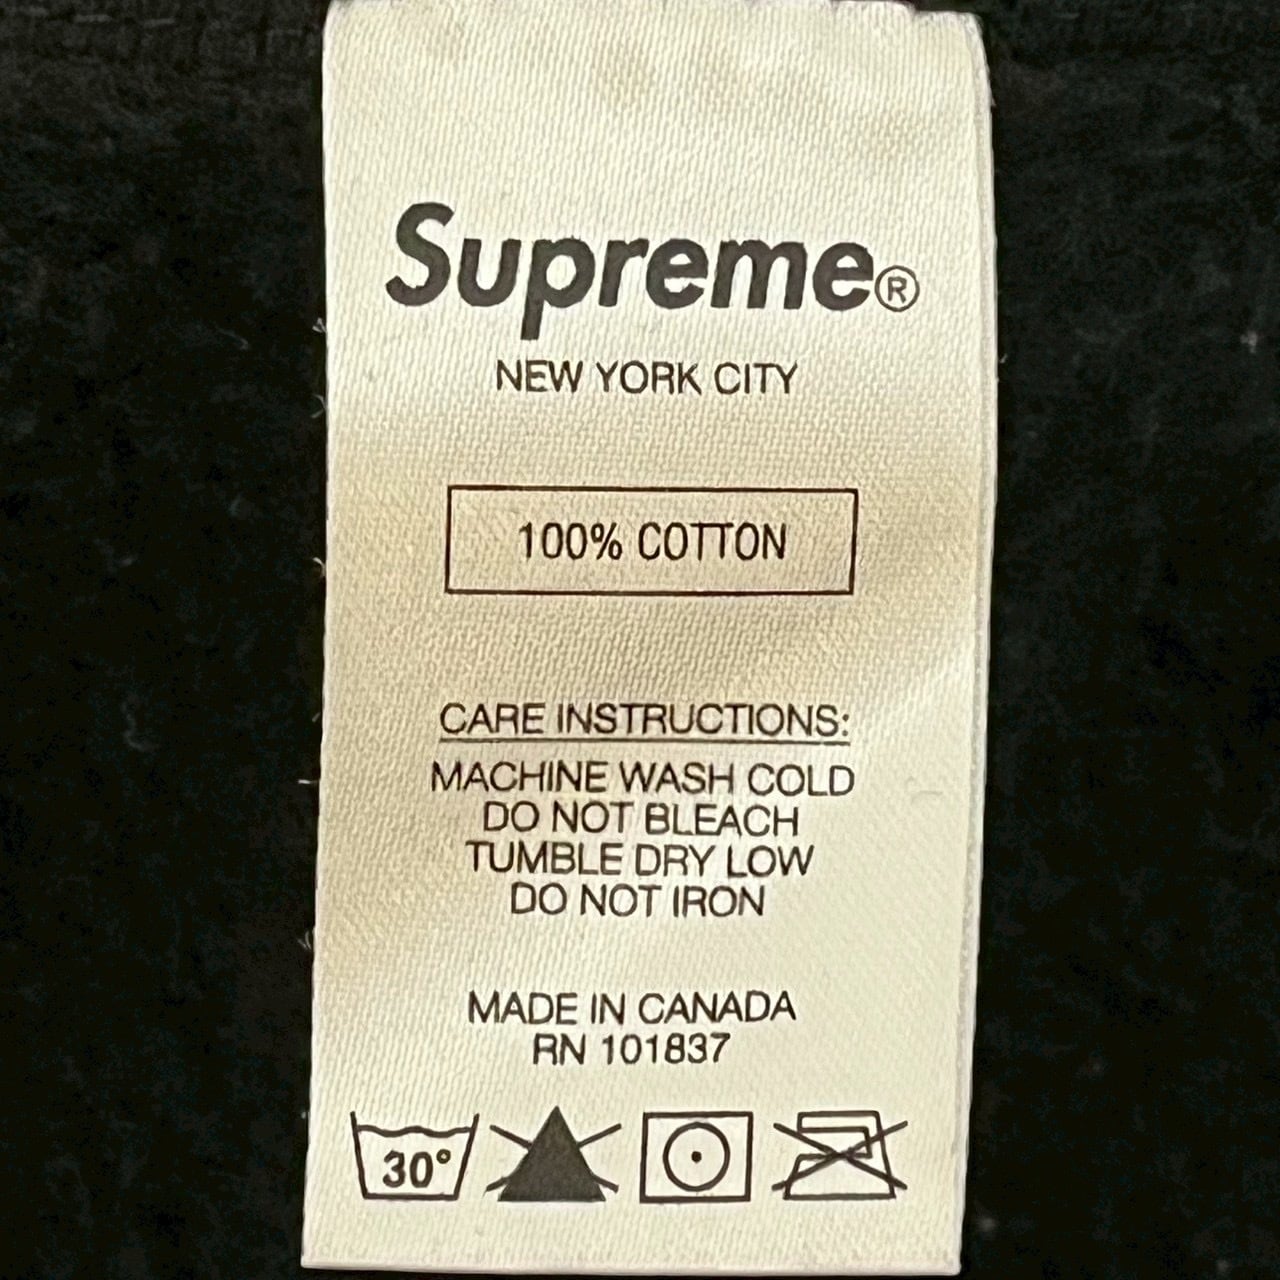 Supreme®
NEW YORK CITY
100% COTTON
CARE INSTRUCTIONS:
MACHINE WASH COLD
DO NOT BLEACH
TUMBLE DRY LOW
DO NOT IRON
MADE IN CANADA
RN 101837
30°